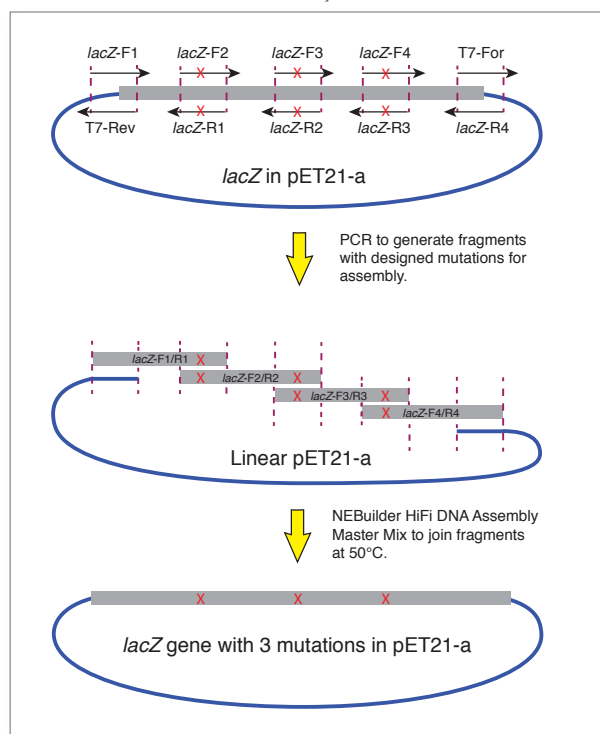 lacZ-F1 lacZ-F2 lacZ-F3 lacZ-F4 T7-For
X X X
X X X
T7-Rev lacZ-R1 lacZ-R2 lacZ-R3 lacZ-R4
lacZ in pET21-a
PCR to generate fragments
with designed mutations for
assembly.
lacZ-F1/R1 X
X lacZ-F2/R2 X
X lacZ-F3/R3 X
X lacZ-F4/R4
Linear pET21-a
NEBuilder HiFi DNA Assembly
Master Mix to join fragments
at 50°C.
X X X
lacZ gene with 3 mutations in pET21-a